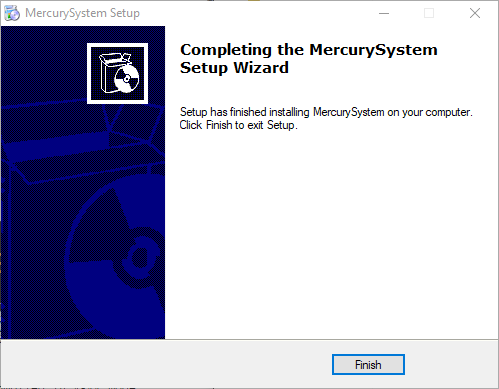 MercurySystem Setup
Completing the MercurySystem
Setup Wizard
Setup has finished installing MercurySystem on your computer.
Click Finish to exit Setup.
Finish